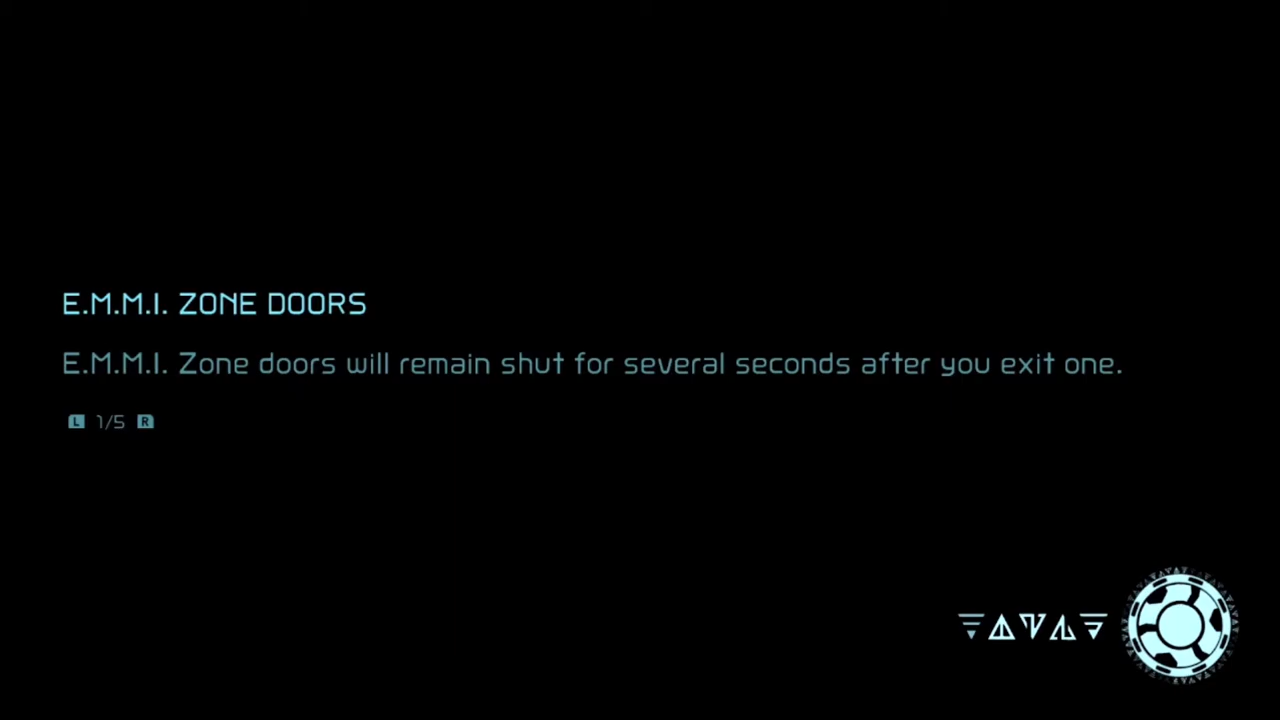 E.M.M.I. ZONE DOORS
E.M.M.I. Zone doors will remain shut for several seconds after you exit one.
L 1/5 R